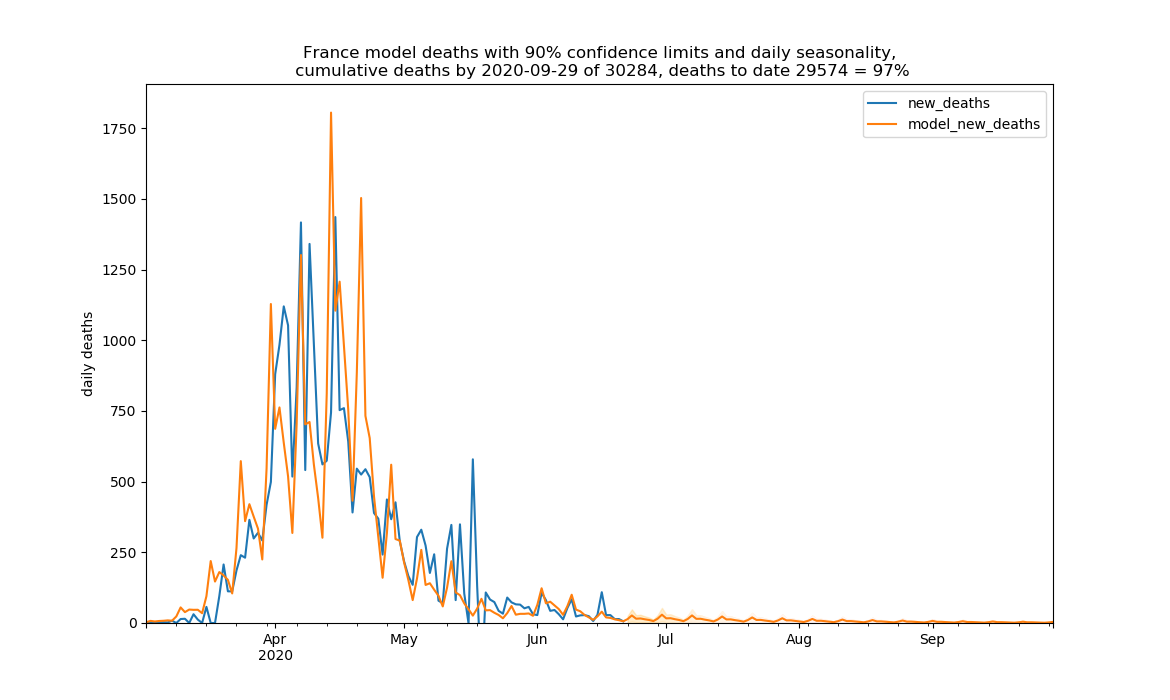 France model deaths with 90% confidence limits and daily seasonality,
cumulative deaths by 2020-09-29 of 30284, deaths to date 29574 = 97%
new_deaths
model_new_deaths
daily deaths
1750
1500
1250
1000
750
500
250
0
Apr
2020
May
Jun
Jul
Aug
Sep